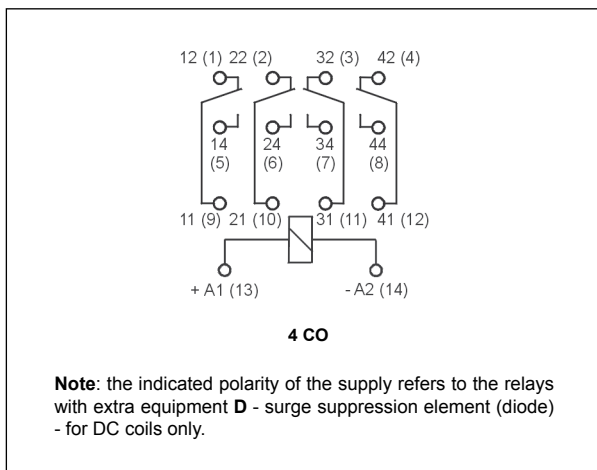 12 (1) 22 (2) 32 (3) 42 (4)
14 24 34 44
(5) (6) (7) (8)
11 (9) 21 (10) 31 (11) 41 (12)
+ A1 (13) - A2 (14)
4 CO
Note: the indicated polarity of the supply refers to the relays
with extra equipment D - surge suppression element (diode)
- for DC coils only.